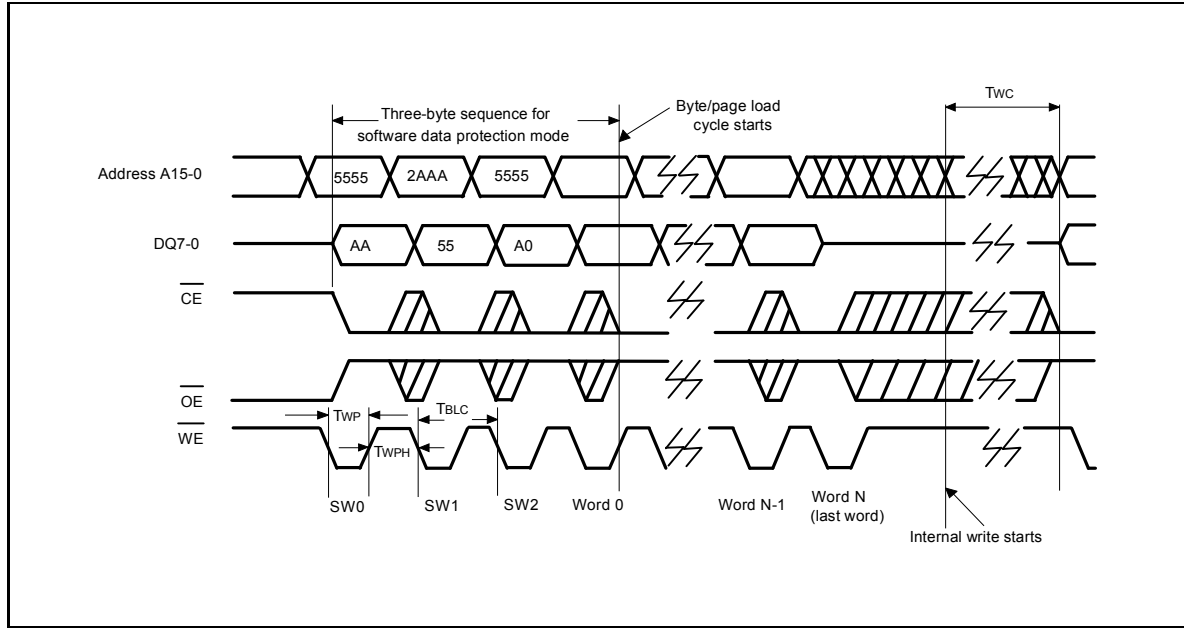 Three-byte sequence for
software data protection mode
Byte/page load
cycle starts
TWC
Address A15-0
5555
2AAA
5555
DQ7-0
AA
55
A0
CE
OE
TWP
TBLC
WE
TWPH
SW0
SW1
SW2
Word 0
Word N-1
Word N
(last word)
Internal write starts